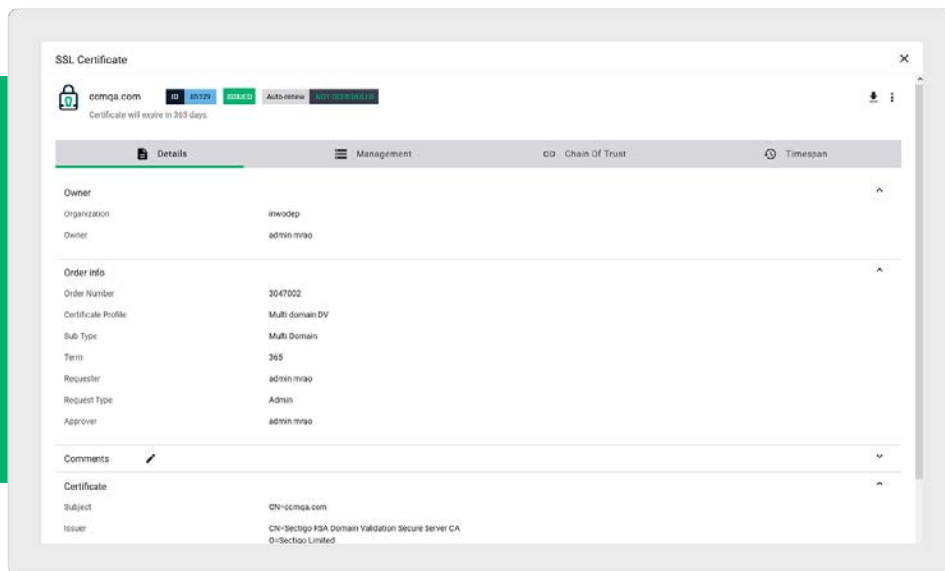 SSL Certificate
ccmqa.com ID 85129 ISSUED Auto-renew NOT SCHEDULED
Certificate will expire in 365 days.
Details Management Chain Of Trust Timespan
Owner
Organization inwodep
Owner admin mrao
Order info
Order Number 3047002
Certificate Profile Multi domain DV
Sub Type Multi Domain
Term 365
Requester admin mrao
Request Type Admin
Approver admin mrao
Comments
Certificate
Subject CN=ccmqa.com
Issuer CN=Sectigo RSA Domain Validation Secure Server CA
O=Sectigo Limited